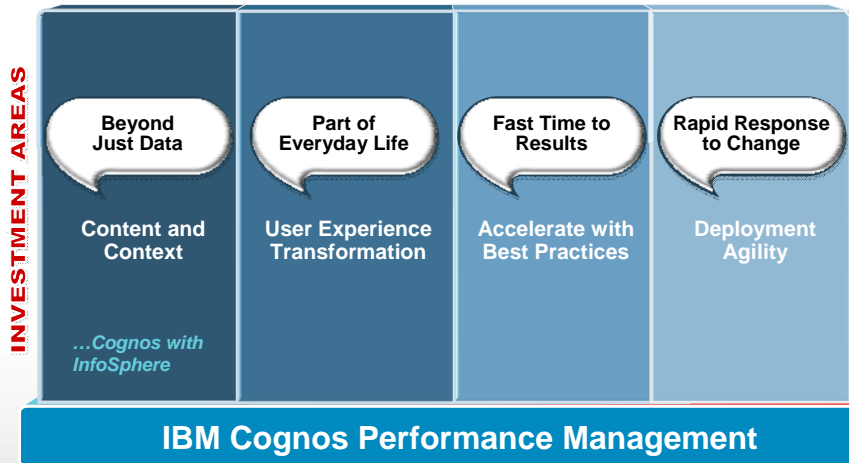 INVESTMENT AREAS
Beyond
Just Data
Content and
Context
...Cognos with
InfoSphere
Part of
Everyday Life
User Experience
Transformation
Fast Time to
Results
Accelerate with
Best Practices
Rapid Response
to Change
Deployment
Agility
IBM Cognos Performance Management